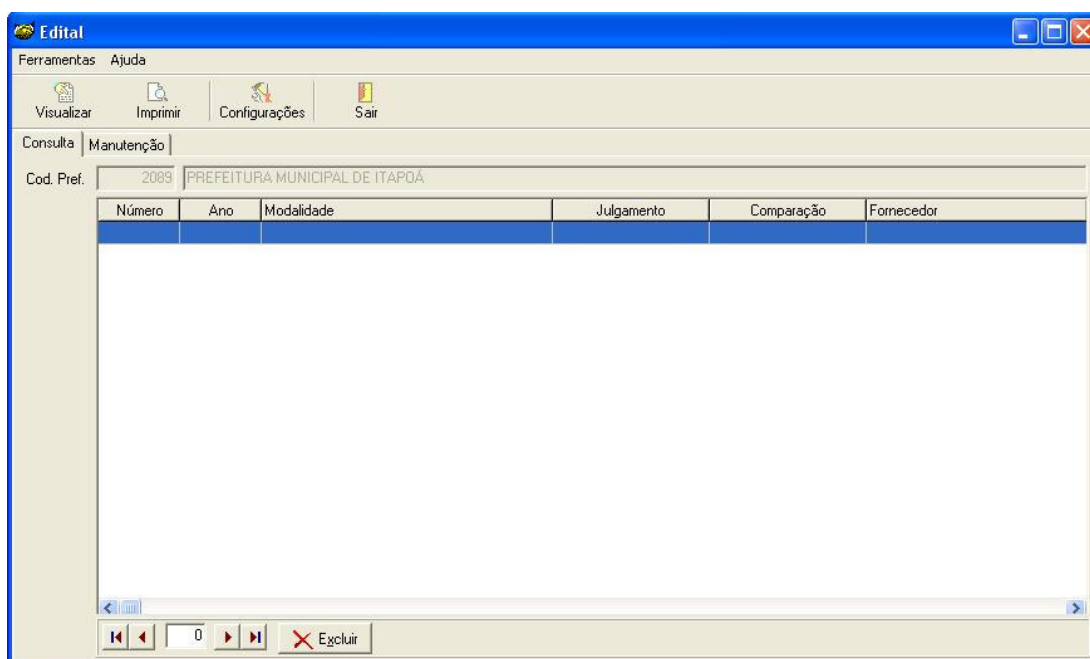 Edital
Ferramentas Ajuda
Visualizar Imprimir Configurações Sair
Consulta Manutenção
Cod. Pref. 2089 PREFEITURA MUNICIPAL DE ITAPOÁ
Número Ano Modalidade Julgamento Comparação Fornecedor
0 Excluir